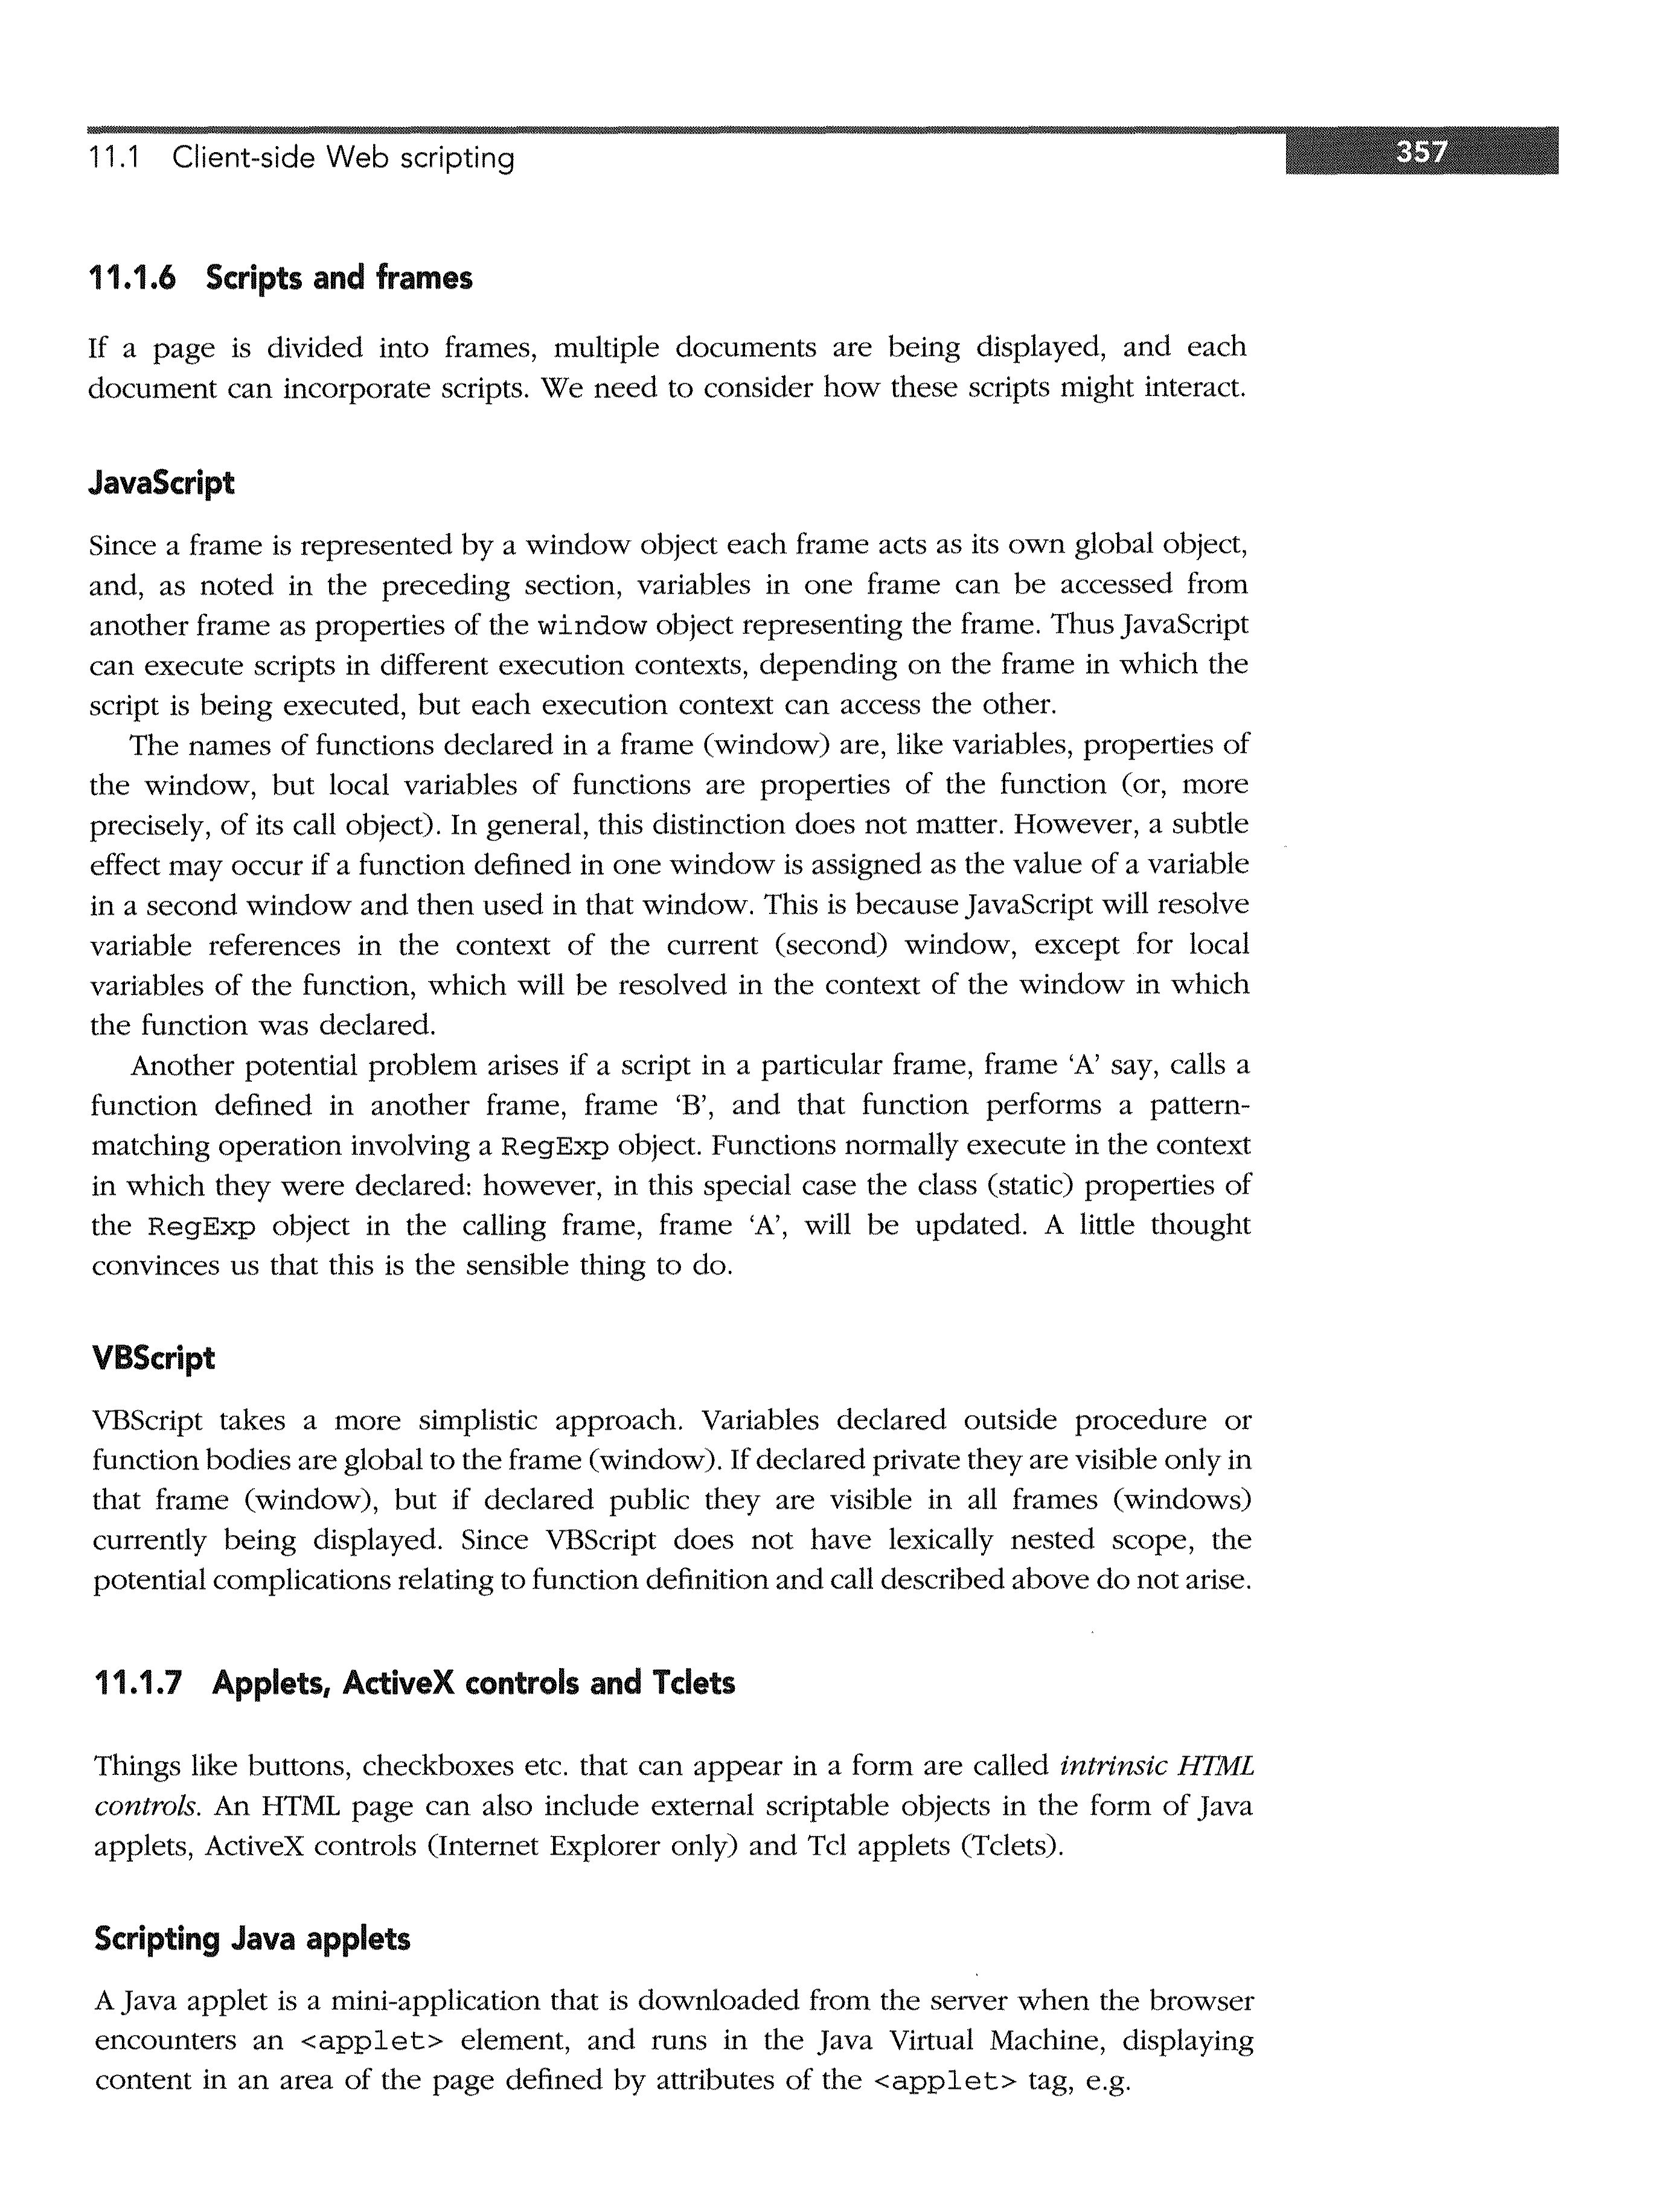 11.1 Client-side Web scripting
357
11.1.6 Scripts and frames
If a page is divided into frames, multiple documents are being displayed, and each
document can incorporate scripts. We need to consider how these scripts might interact.
JavaScript
Since a frame is represented by a window object each frame acts as its own global object,
and, as noted in the preceding section, variables in one frame can be accessed from
another frame as properties of the window object representing the frame. Thus JavaScript
can execute scripts in different execution contexts, depending on the frame in which the
script is being executed, but each execution context can access the other.
The names of functions declared in a frame (window) are, like variables, properties of
the window, but local variables of functions are properties of the function (or, more
precisely, of its call object). In general, this distinction does not matter. However, a subtle
effect may occur if a function defined in one window is assigned as the value of a variable
in a second window and then used in that window. This is because JavaScript will resolve
variable references in the context of the current (second) window, except for local
variables of the function, which will be resolved in the context of the window in which
the function was declared.
Another potential problem arises if a script in a particular frame, frame ‘A’ say, calls a
function defined in another frame, frame ‘B’, and that function performs a pattern-
matching operation involving a RegExp object. Functions normally execute in the context
in which they were declared: however, in this special case the class (static) properties of
the RegExp object in the calling frame, frame ‘A’, will be updated. A little thought
convinces us that this is the sensible thing to do.
VBScript
VBScript takes a more simplistic approach. Variables declared outside procedure or
function bodies are global to the frame (window). If declared private they are visible only in
that frame (window), but if declared public they are visible in all frames (windows)
currently being displayed. Since VBScript does not have lexically nested scope, the
potential complications relating to function definition and call described above do not arise.
11.1.7 Applets, ActiveX controls and Tclets
Things like buttons, checkboxes etc. that can appear in a form are called intrinsic HTML
controls. An HTML page can also include external scriptable objects in the form of Java
applets, ActiveX controls (Internet Explorer only) and Tcl applets (Tclets).
Scripting Java applets
A Java applet is a mini-application that is downloaded from the server when the browser
encounters an <applet> element, and runs in the Java Virtual Machine, displaying
content in an area of the page defined by attributes of the <applet> tag, e.g.